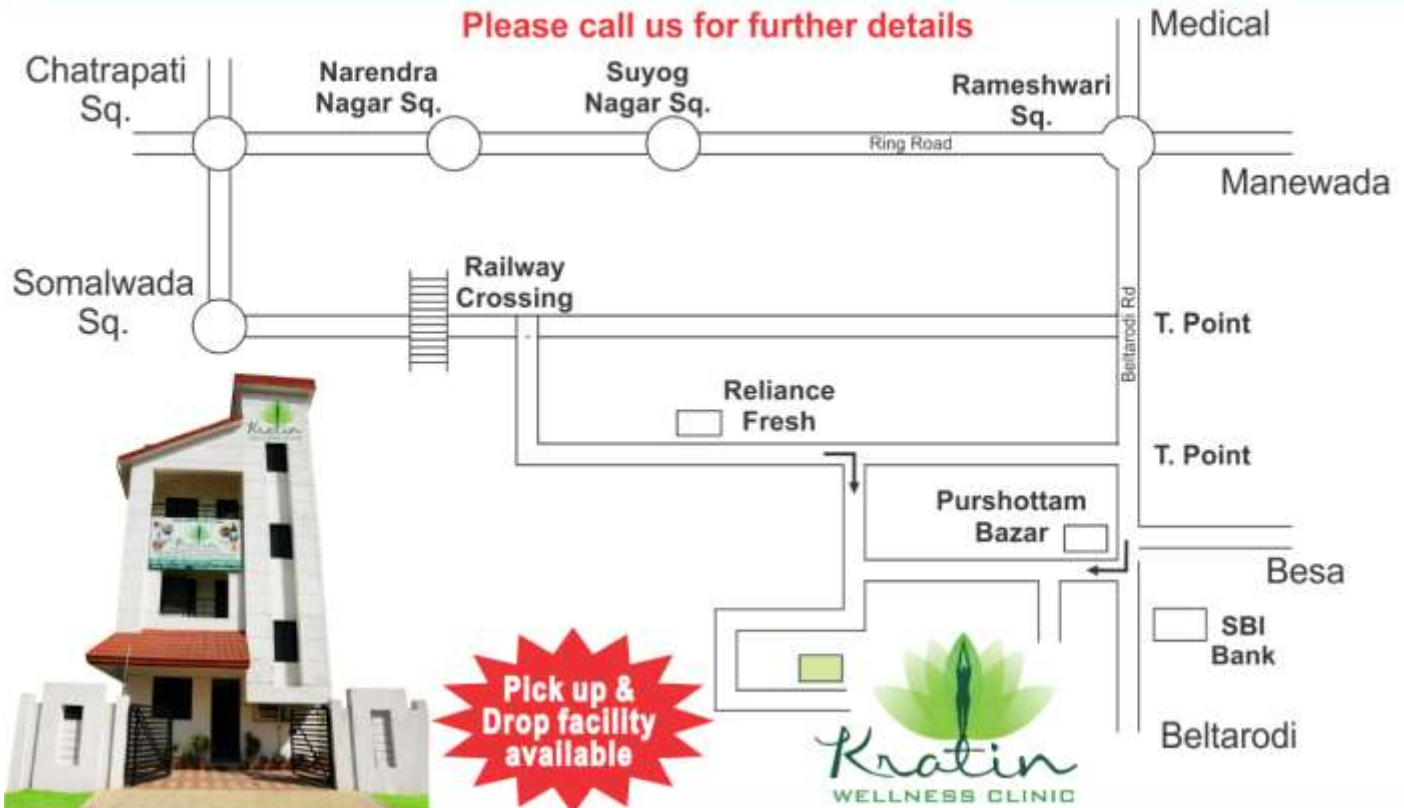 Please call us for further details
Medical
Chatrapati
Sq.
Narendra
Nagar Sq.
Suyog
Nagar Sq.
Rameshwari
Sq.
Ring Road
Manewada
Somalwada
Sq.
Railway
Crossing
Beltarodi Rd
T. Point
Reliance
Fresh
T. Point
Kratin
Purshottam
Bazar
Kratin
Besa
SBI
Bank
Pick up &
Drop facility
available
Beltarodi
Kratin
WELLNESS CLINIC